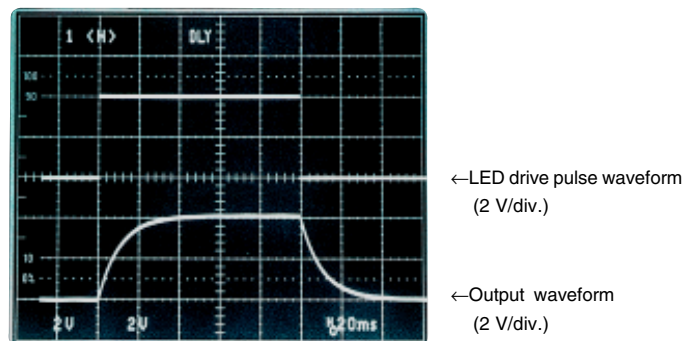 1 <H> DLY
100
90
←LED drive pulse waveform
(2 V/div.)
10
0%
←Output waveform
(2 V/div.)
2V 2V 20ms